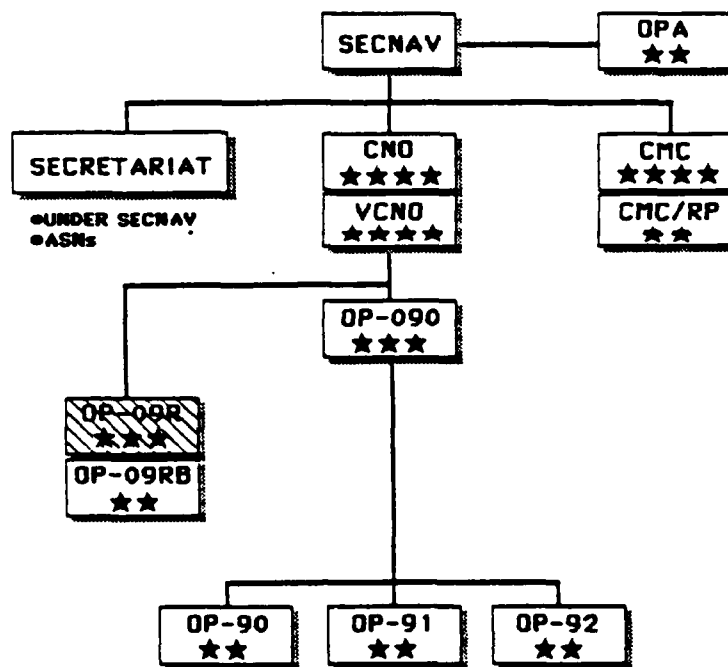 SECNAV
OPA
★★
SECRETARIAT
●UNDER SECNAV
●ASNs
CNO
★★★★
VCNO
★★★★
CMC
★★★★
CMC/RP
★★
OP-090
★★★
OP-09R
★★★
OP-09RB
★★
OP-90
★★
OP-91
★★
OP-92
★★